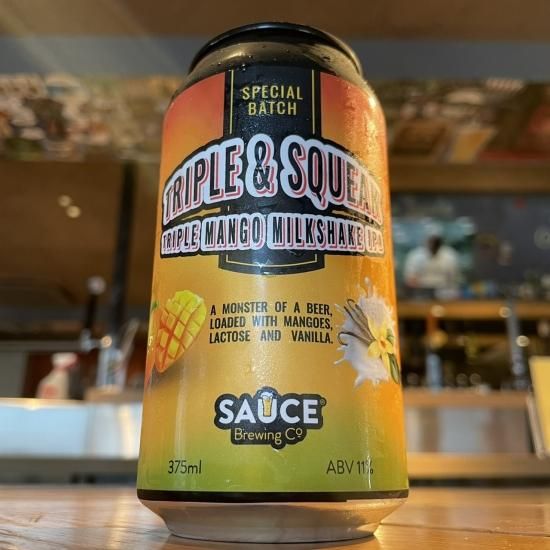 SPECIAL
BATCH
TRIPLE & SQUEAK
TRIPLE MANGO MILKSHAKE IPA
A MONSTER OF A BEER,
LOADED WITH MANGOES,
LACTOSE AND VANILLA.
SAUCE®
Brewing Co
375ml
ABV 11%